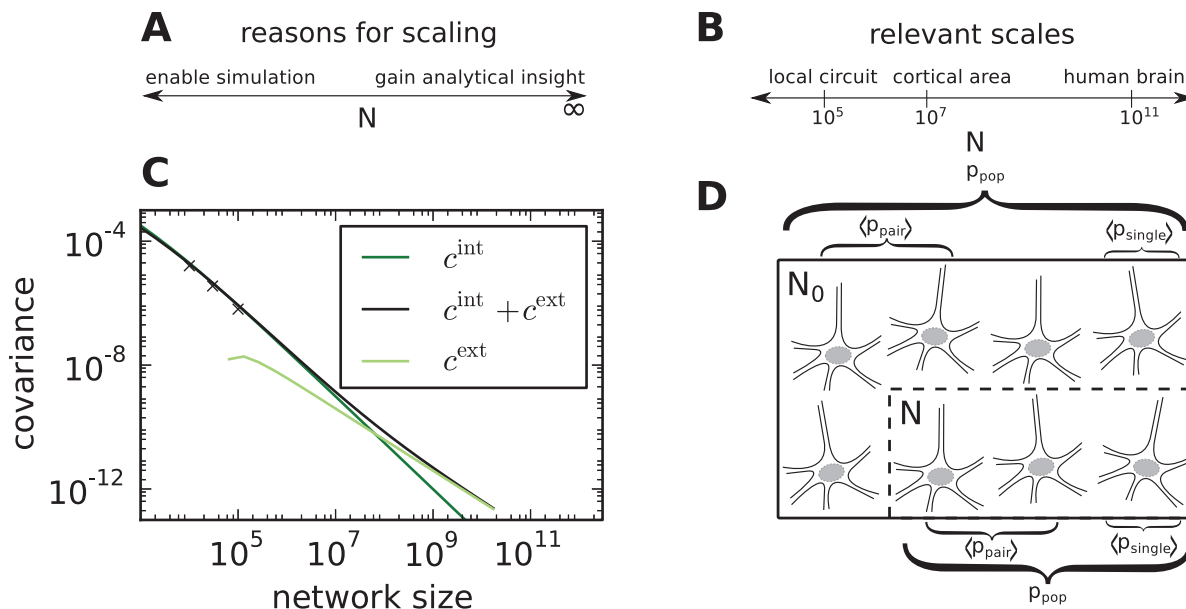 A
reasons for scaling
enable simulation
gain analytical insight
N
∞
B
relevant scales
local circuit
cortical area
human brain
10^5
10^7
10^11
N
C
10^-4
10^-8
10^-12
covariance
c^int
c^int + c^ext
c^ext
10^5
10^7
10^9
10^11
network size
D
p_pop
⟨p_pair⟩
⟨p_single⟩
N_0
N
⟨p_pair⟩
⟨p_single⟩
p_pop